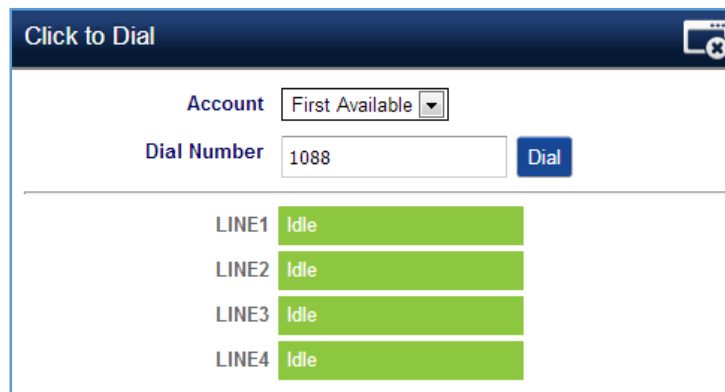 Click to Dial
Account First Available
Dial Number 1088 Dial
LINE1 Idle
LINE2 Idle
LINE3 Idle
LINE4 Idle